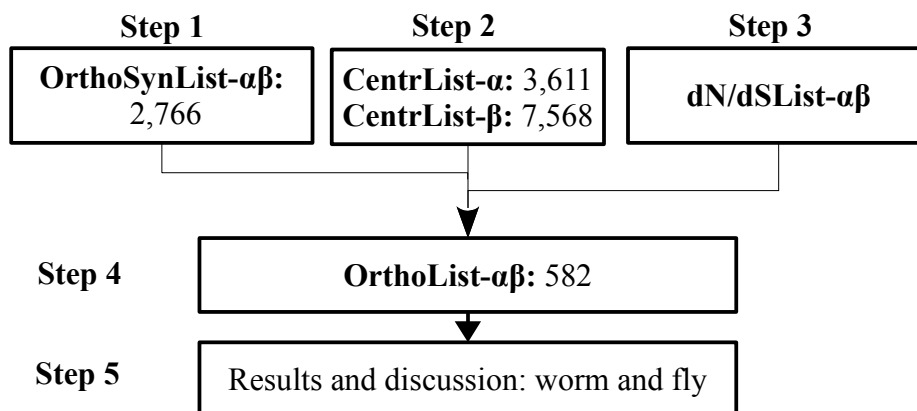 Step 1
Step 2
Step 3
OrthoSynList-αβ:
2,766
CentrList-α: 3,611
CentrList-β: 7,568
dN/dSList-αβ
Step 4
OrthoList-αβ: 582
Step 5
Results and discussion: worm and fly